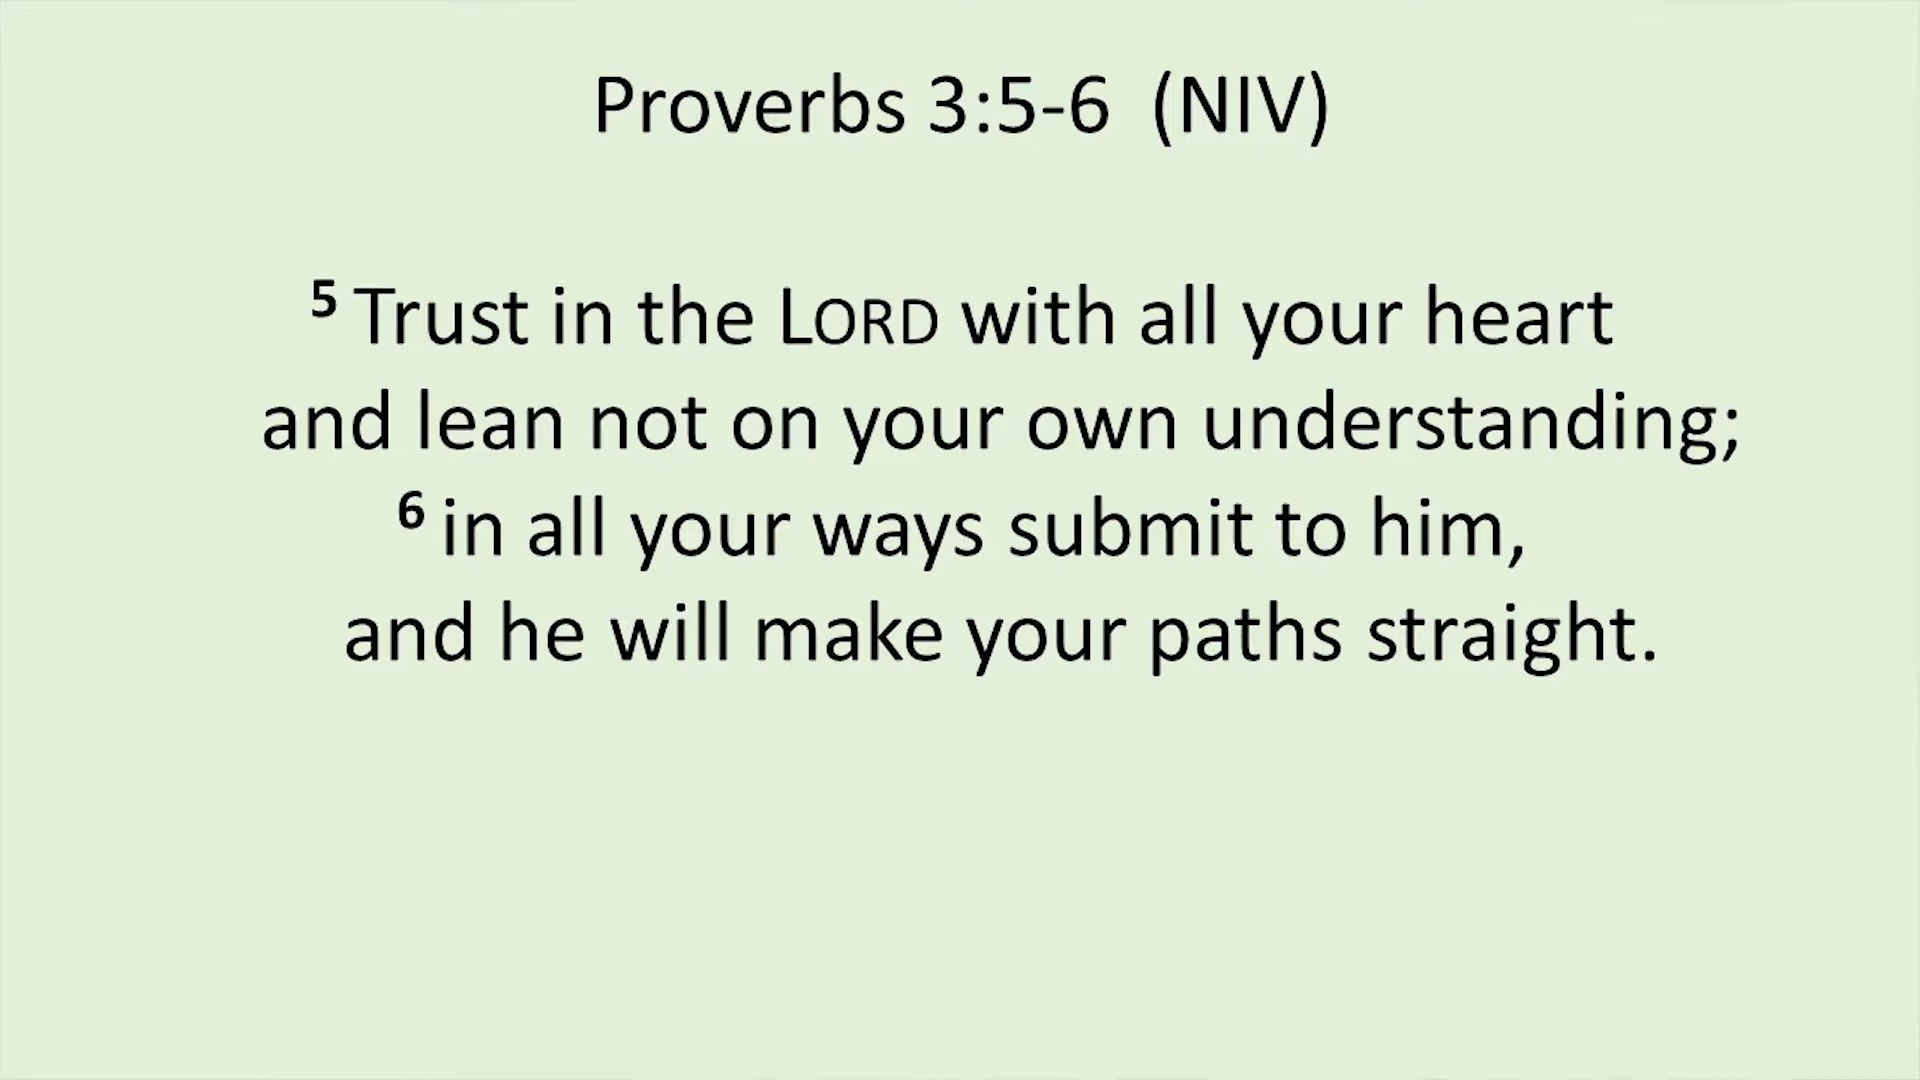 Proverbs 3:5-6 (NIV)
5 Trust in the LORD with all your heart
and lean not on your own understanding;
6 in all your ways submit to him,
and he will make your paths straight.